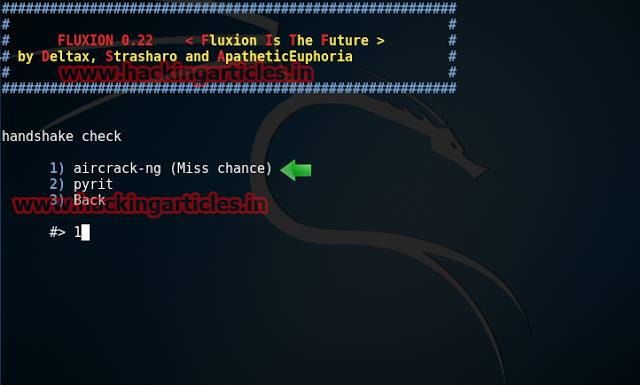 #########################################################
# #
# FLUXION 0.22 < Fluxion Is The Future > #
# by Deltax, Strasharo and ApatheticEuphoria #
www.hackingarticles.in
# #
#########################################################
handshake check
1) aircrack-ng (Miss chance)
2) pyrit
3) Back
www.hackingarticles.in
#> 1